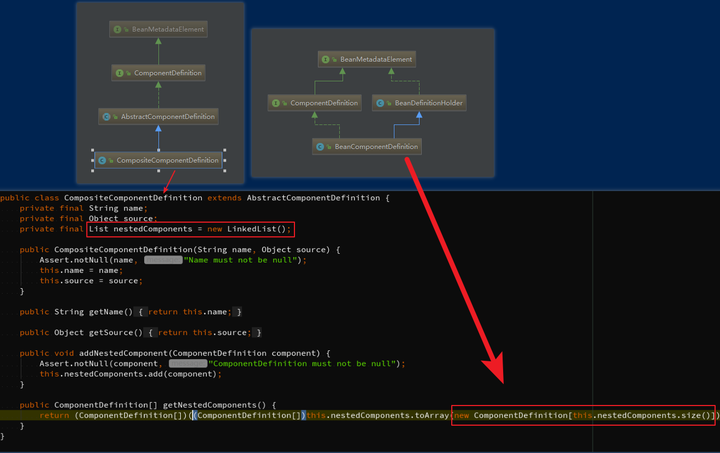 BeanMetadataElement
ComponentDefinition
AbstractComponentDefinition
CompositeComponentDefinition
BeanMetadataElement
ComponentDefinition
BeanDefinitionHolder
BeanComponentDefinition
public class CompositeComponentDefinition extends AbstractComponentDefinition {
private final String name;
private final Object source;
private final List nestedComponents = new LinkedList();
public CompositeComponentDefinition(String name, Object source) {
Assert.notNull(name, "Name must not be null");
this.name = name;
this.source = source;
}
public String getName() { return this.name; }
public Object getSource() { return this.source; }
public void addNestedComponent(ComponentDefinition component) {
Assert.notNull(component, "ComponentDefinition must not be null");
this.nestedComponents.add(component);
}
public ComponentDefinition[] getNestedComponents() {
return (ComponentDefinition[])((ComponentDefinition[])this.nestedComponents.toArray(new ComponentDefinition[this.nestedComponents.size()])
}
}